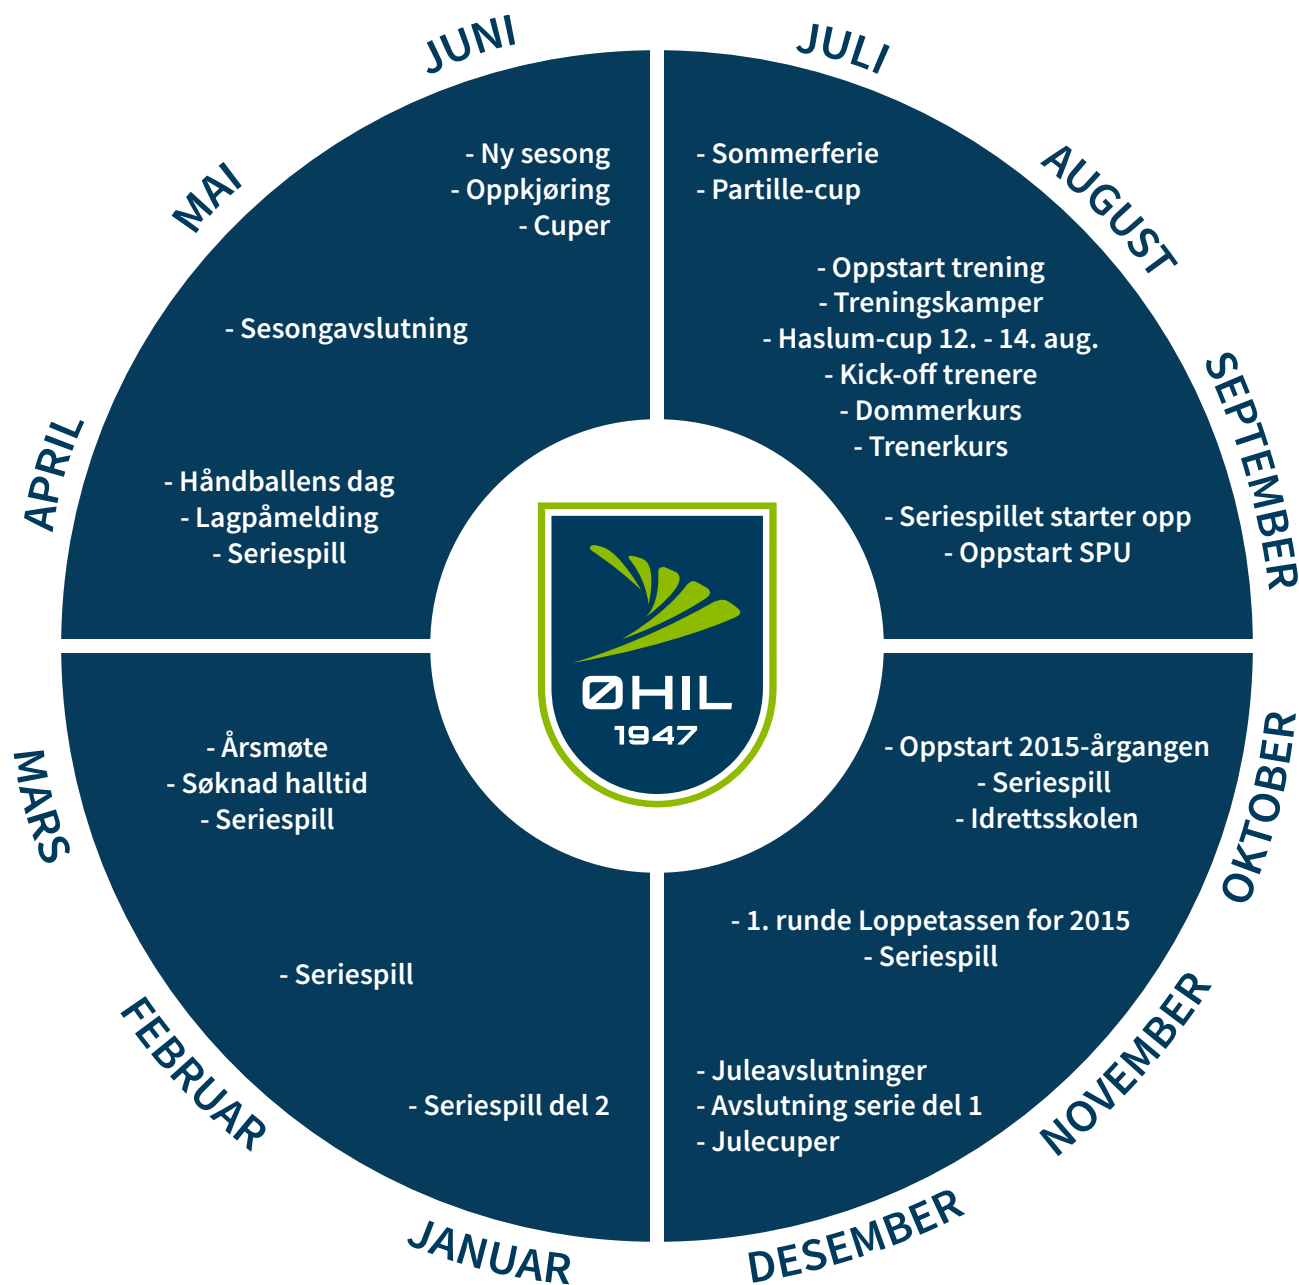 JUNI
- Ny sesong
- Oppkjøring
- Cuper
MAI
- Sesongavslutning
APRIL
- Håndballens dag
- Lagpåmelding
- Seriespill
JULI
- Sommerferie
- Partille-cup
AUGUST
- Oppstart trening
- Treningskamper
- Haslum-cup 12. - 14. aug.
- Kick-off trenere
- Dommerkurs
- Trenerkurs
SEPTEMBER
- Seriespillet starter opp
- Oppstart SPU
ØHIL
1947
MARS
- Årsmøte
- Søknad halltid
- Seriespill
FEBRUAR
- Seriespill
JANUAR
- Seriespill del 2
OKTOBER
- Oppstart 2015-årgangen
- Seriespill
- Idrettsskolen
NOVEMBER
- 1. runde Loppetassen for 2015
- Seriespill
DESEMBER
- Juleavslutninger
- Avslutning serie del 1
- Julecuper